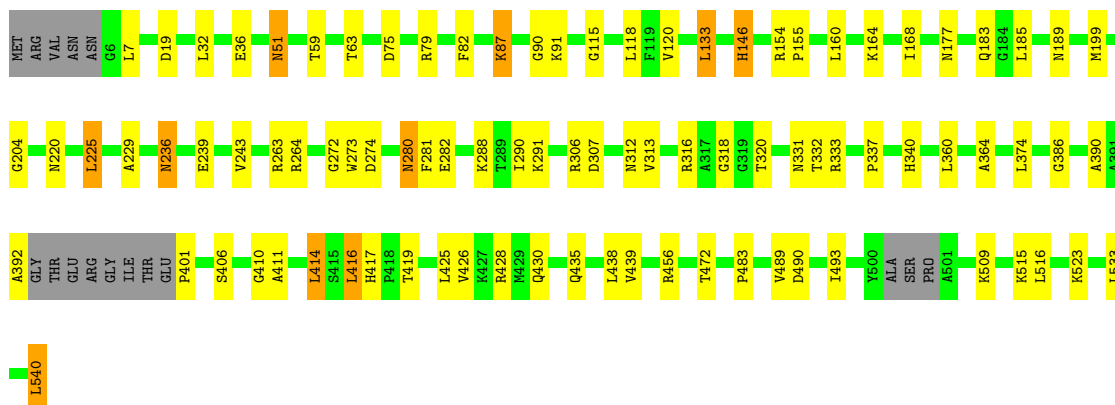 MET ARG VAL ASN ASN G6 L7 D19 L32 E36 N51 T59 T63 D75 R79 F82 K87 G90 K91 G115 L118 F119 V120 L133 H146 R154 P155 L160 K164 I168 N177 Q183 G184 L185 N189 M199
G204 N220 L225 A229 N236 E239 V243 R263 R264 G272 W273 D274 N280 F281 E282 K288 T289 I290 K291 R306 D307 N312 V313 R316 A317 G318 G319 T320 N331 T332 R333 P337 H340 L360 A364 L374 G386 A390 A391
A392 GLY THR GLU ARG GLY ILE THR GLU P401 S406 G410 A411 L414 S415 L416 H417 P418 T419 L425 V426 K427 R428 M429 Q430 Q435 L438 V439 R456 T472 P483 V489 D490 I493 Y500 ALA SER PRO A501 K509 K515 L516 K523 L533
L540